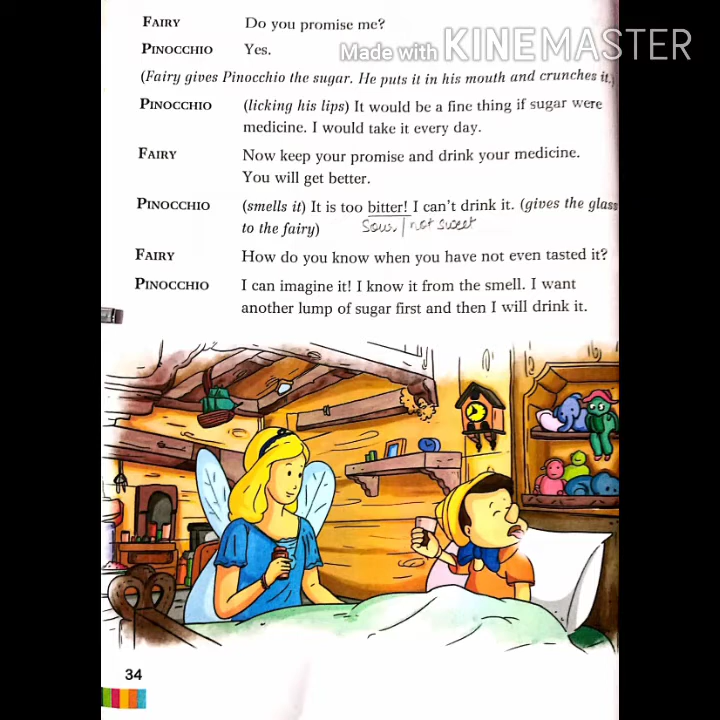 FAIRY Do you promise me?
PINOCCHIO Yes.
Made with KINEMASTER
(Fairy gives Pinocchio the sugar. He puts it in his mouth and crunches it.)
PINOCCHIO (licking his lips) It would be a fine thing if sugar were
medicine. I would take it every day.
FAIRY Now keep your promise and drink your medicine.
You will get better.
PINOCCHIO (smells it) It is too bitter! I can't drink it. (gives the glass
to the fairy) Sour / not sweet
FAIRY How do you know when you have not even tasted it?
PINOCCHIO I can imagine it! I know it from the smell. I want
another lump of sugar first and then I will drink it.
34